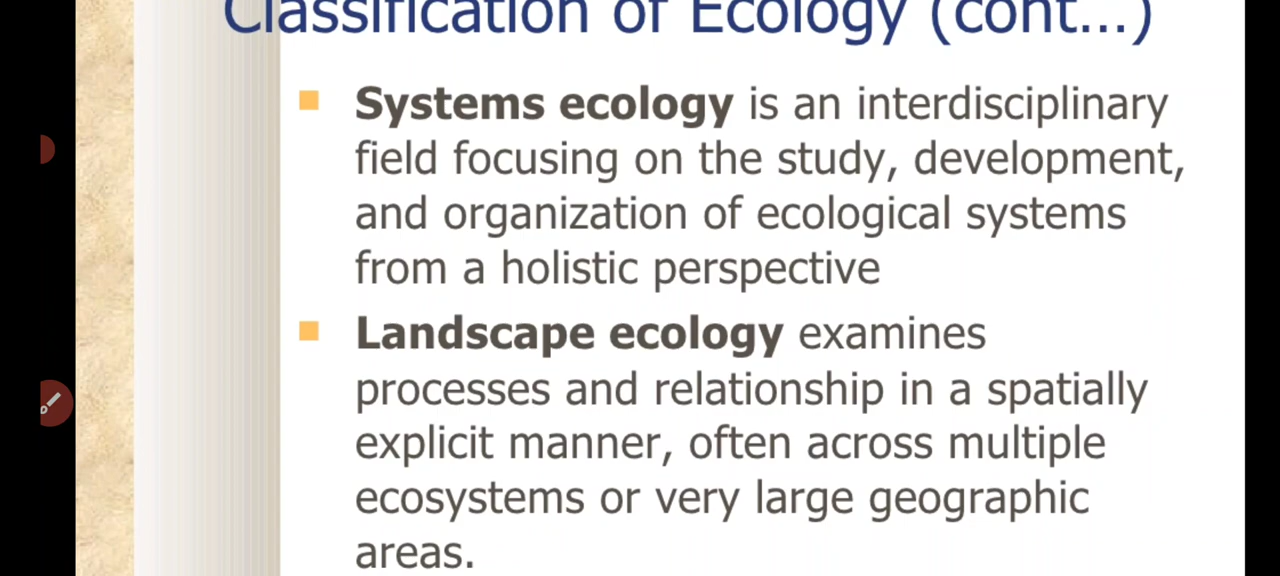 Classification of Ecology (cont...)
Systems ecology is an interdisciplinary
field focusing on the study, development,
and organization of ecological systems
from a holistic perspective
Landscape ecology examines
processes and relationship in a spatially
explicit manner, often across multiple
ecosystems or very large geographic
areas.